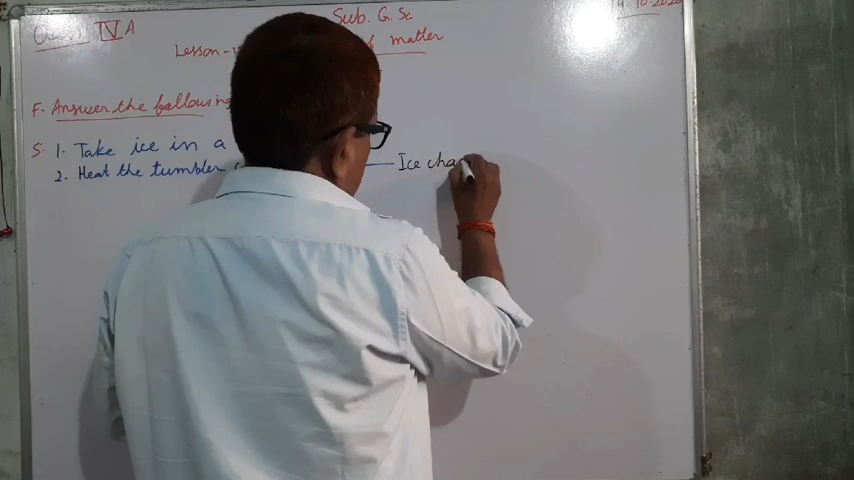 IV A Sub. G. Sc 14.10.2020
Lesson- of matter
F. Answer the following
5. 1. Take ice in a
2. Heat the tumbler — Ice cha